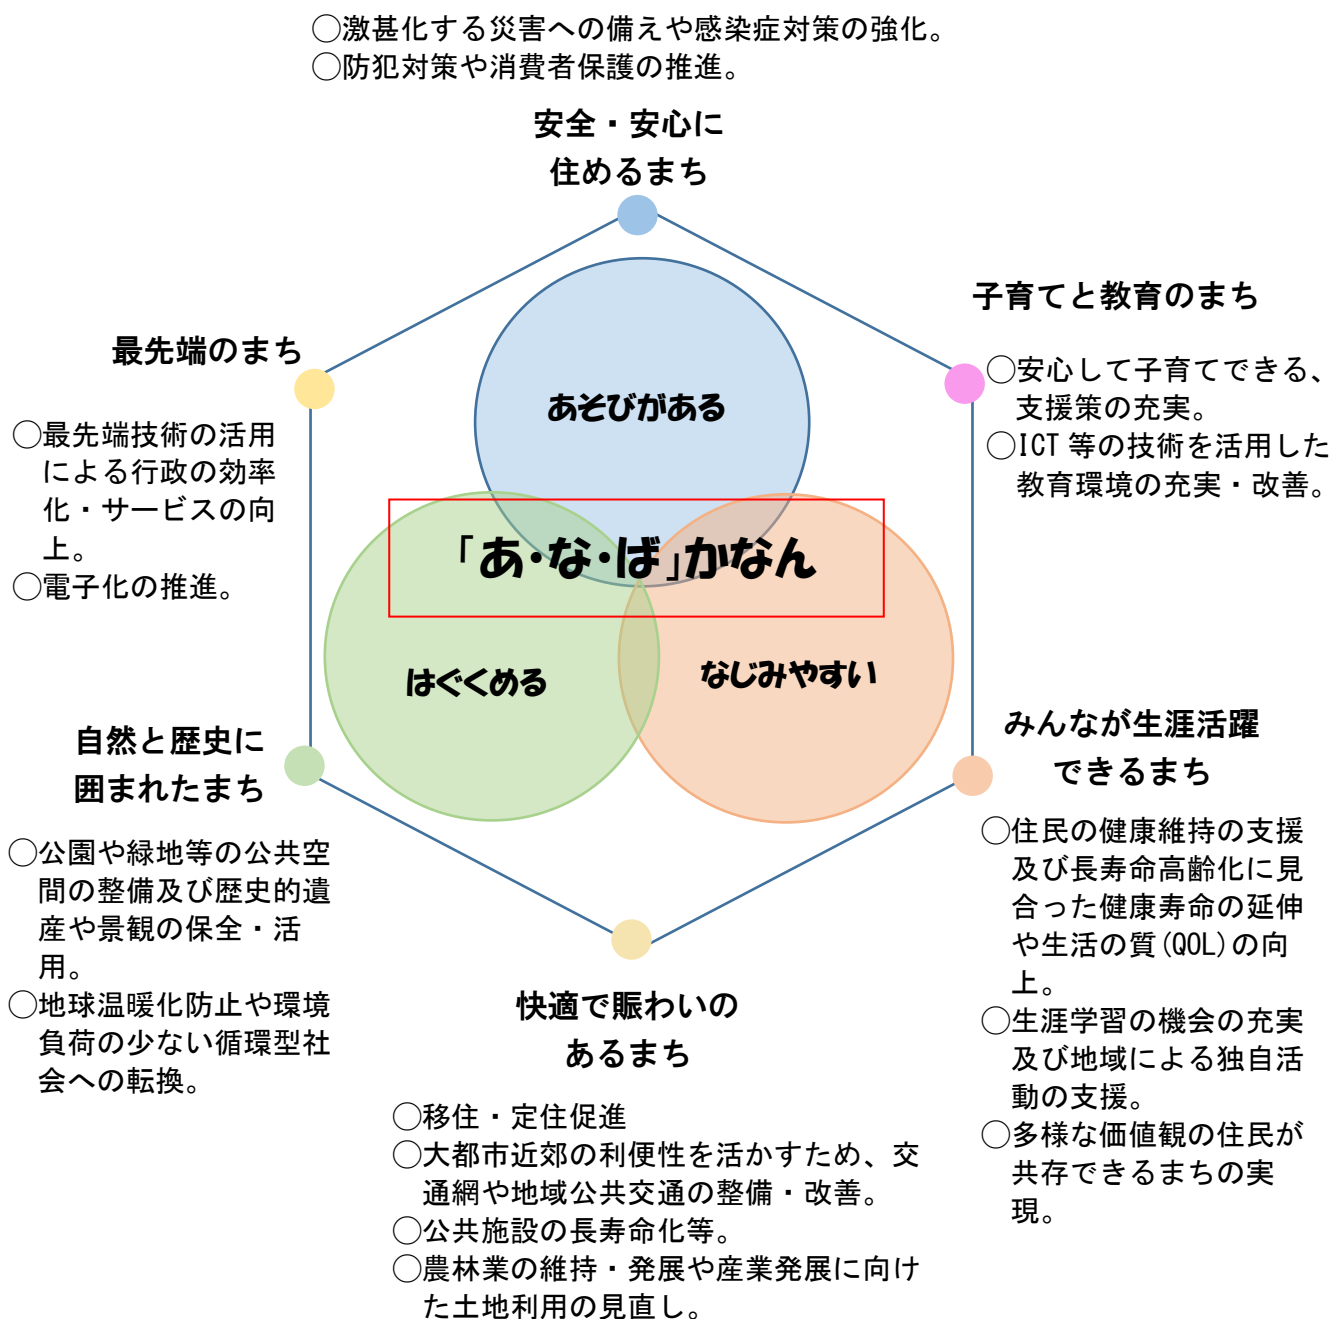 ○激甚化する災害への備えや感染症対策の強化。
○防犯対策や消費者保護の推進。
安全・安心に
住めるまち
子育てと教育のまち
○安心して子育てできる、
支援策の充実。
○ICT等の技術を活用した
教育環境の充実・改善。
最先端のまち
○最先端技術の活用
による行政の効率
化・サービスの向
上。
○電子化の推進。
あそびがある
「あ・な・ば」かなん
はぐくめる
なじみやすい
自然と歴史に
囲まれたまち
○公園や緑地等の公共空
間の整備及び歴史的遺
産や景観の保全・活
用。
○地球温暖化防止や環境
負荷の少ない循環型社
会への転換。
みんなが生涯活躍
できるまち
○住民の健康維持の支援
及び長寿命高齢化に見
合った健康寿命の延伸
や生活の質(QOL)の向
上。
○生涯学習の機会の充実
及び地域による独自活
動の支援。
○多様な価値観の住民が
共存できるまちの実
現。
快適で賑わいの
あるまち
○移住・定住促進
○大都市近郊の利便性を活かすため、交
通網や地域公共交通の整備・改善。
○公共施設の長寿命化等。
○農林業の維持・発展や産業発展に向け
た土地利用の見直し。